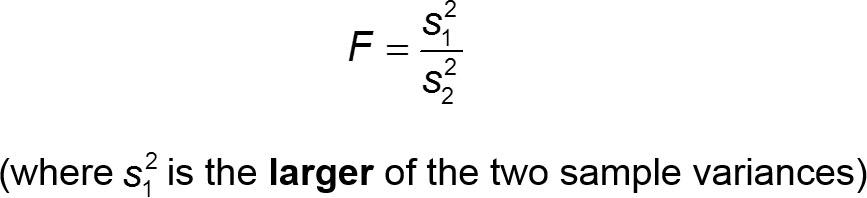 F = s₁²/s₂²
(where s₁² is the larger of the two sample variances)